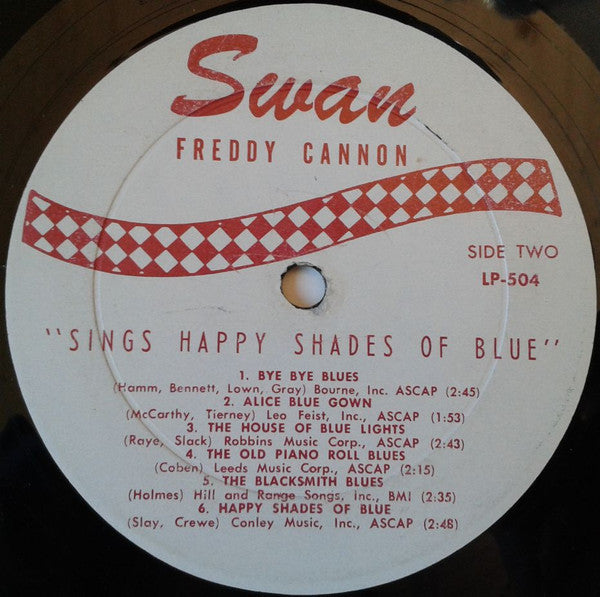 Swan
FREDDY CANNON
SIDE TWO
LP-504
"SINGS HAPPY SHADES OF BLUE"
1. BYE BYE BLUES
(Hamm, Bennett, Lown, Gray) Bourne, Inc. ASCAP (2:45)
2. ALICE BLUE GOWN
(McCarthy, Tierney) Leo Feist, Inc., ASCAP (1:53)
3. THE HOUSE OF BLUE LIGHTS
(Raye, Slack) Robbins Music Corp., ASCAP (2:43)
4. THE OLD PIANO ROLL BLUES
(Coben) Leeds Music Corp., ASCAP (2:15)
5. THE BLACKSMITH BLUES
(Holmes) Hill and Range Songs, Inc., BMI (2:35)
6. HAPPY SHADES OF BLUE
(Slay, Crewe) Conley Music, Inc., ASCAP (2:48)